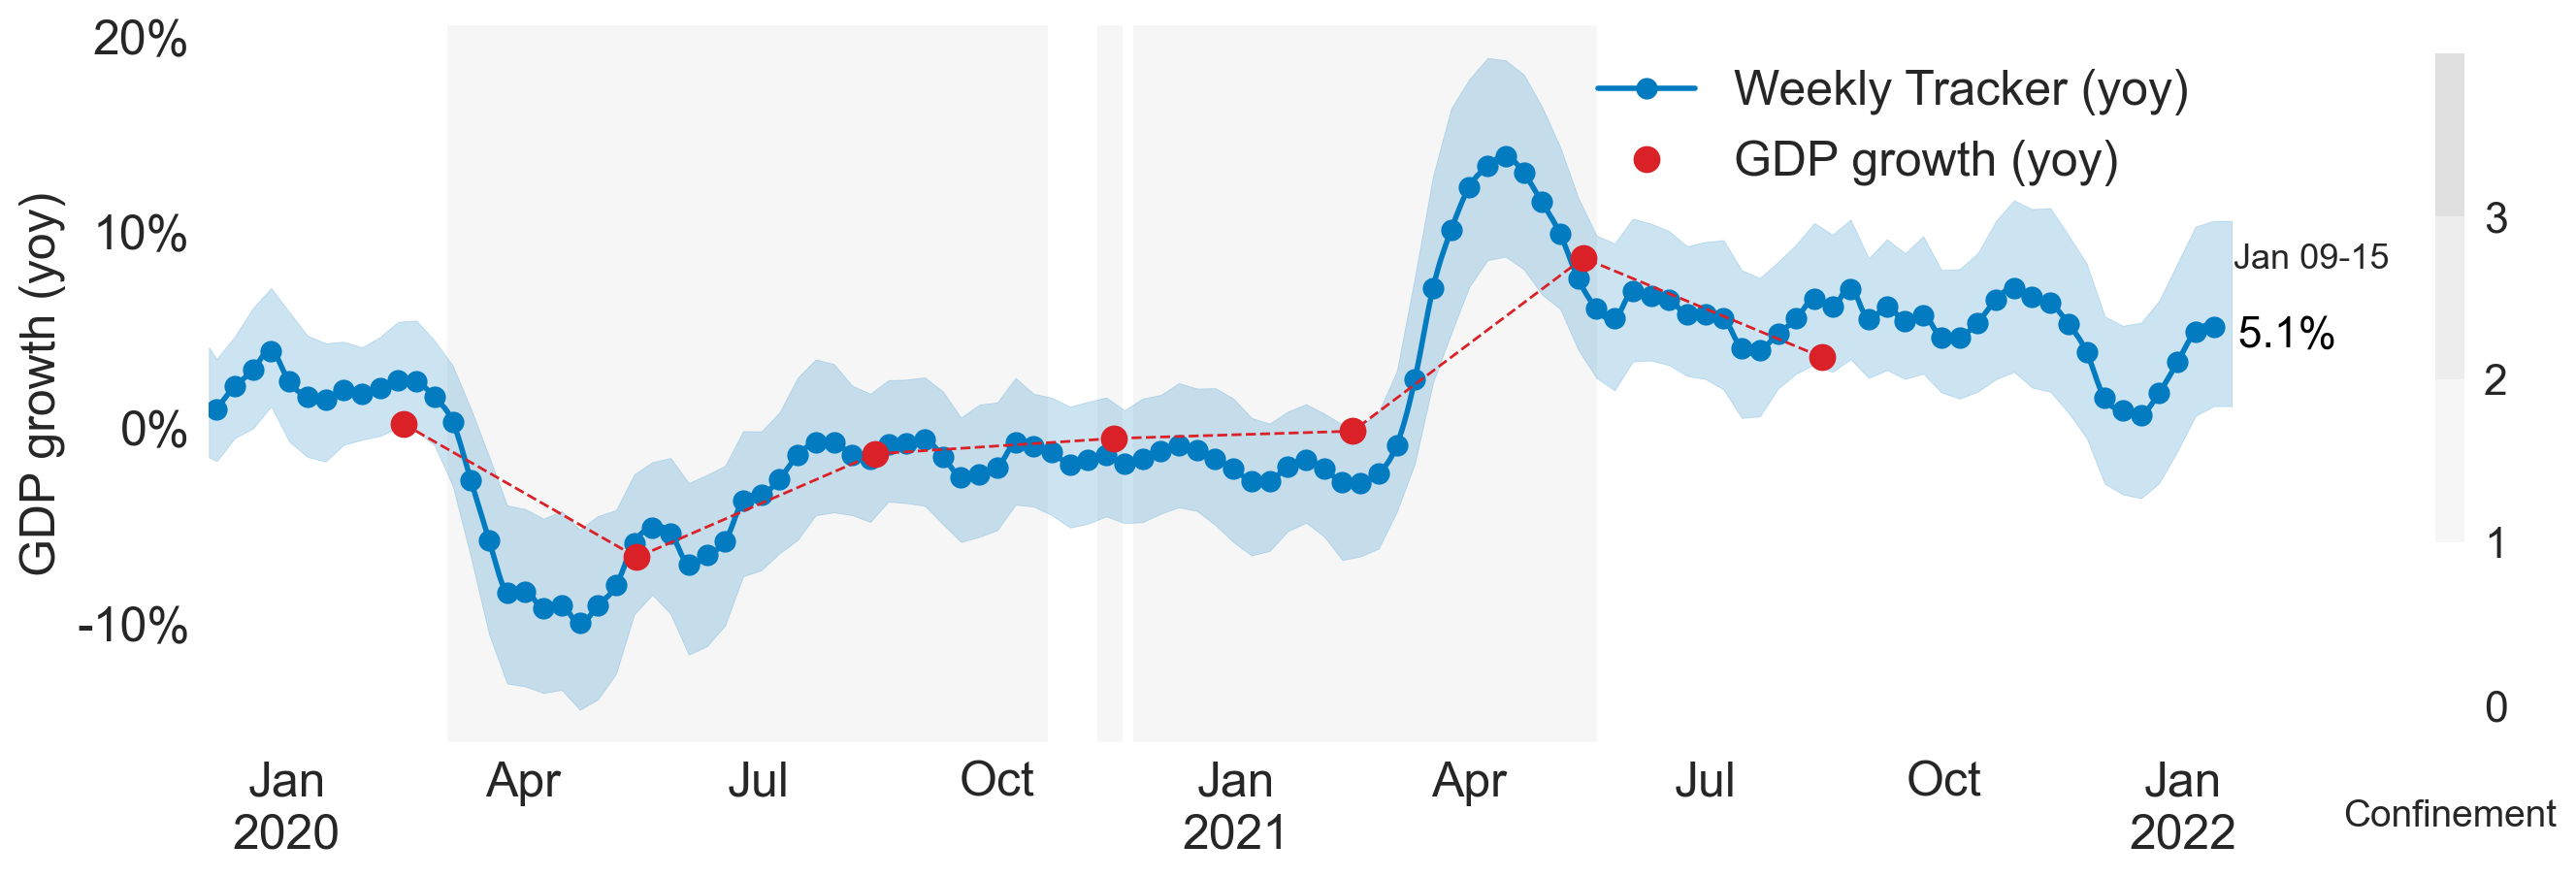 20%
10%
0%
-10%
GDP growth (yoy)
Weekly Tracker (yoy)
GDP growth (yoy)
Jan 09-15
5.1%
3
2
1
0
Confinement
Jan Apr Jul Oct Jan Apr Jul Oct Jan
2020 2021 2022